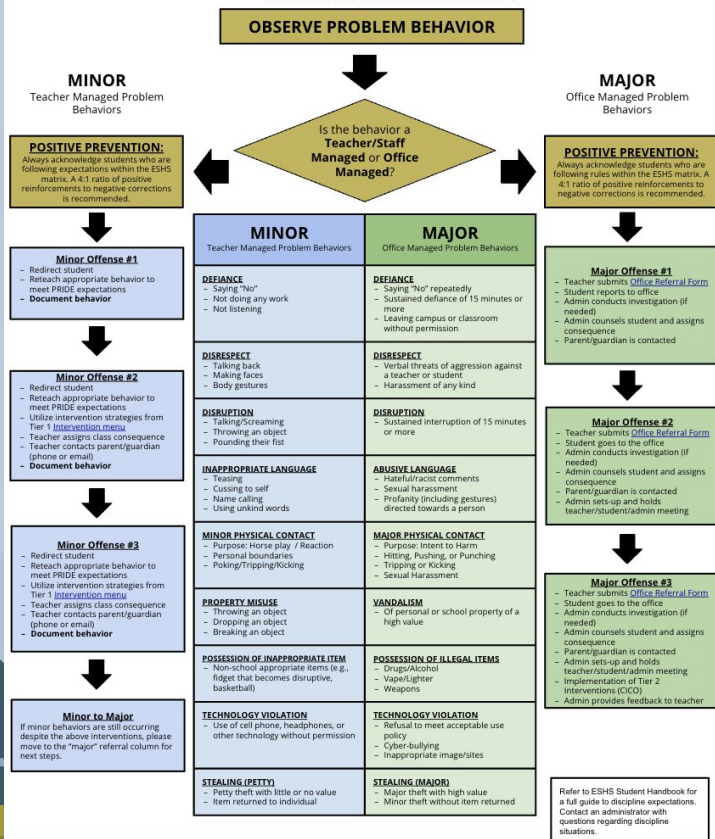 OBSERVE PROBLEM BEHAVIOR
MINOR
Teacher Managed Problem
Behaviors
POSITIVE PREVENTION:
Always acknowledge students who are
following expectations within the ESHS
matrix. A 4:1 ratio of positive
reinforcements to negative corrections
is recommended.
Minor Offense #1
- Redirect student
- Reteach appropriate behavior to
meet PRIDE expectations
- Document behavior
Minor Offense #2
- Redirect student
- Reteach appropriate behavior to
meet PRIDE expectations
- Utilize intervention strategies from
Tier 1 Intervention menu
- Teacher assigns class consequence
- Teacher contacts parent/guardian
(phone or email)
- Document behavior
Minor Offense #3
- Redirect student
- Reteach appropriate behavior to
meet PRIDE expectations
- Utilize intervention strategies from
Tier 1 Intervention menu
- Teacher assigns class consequence
- Teacher contacts parent/guardian
(phone or email)
- Document behavior
Minor to Major
If minor behaviors are still occurring
despite the above interventions, please
move to the "major" referral column for
next steps.
Is the behavior a
Teacher/Staff
Managed or Office
Managed?
MINOR
Teacher Managed Problem Behaviors
DEFIANCE
- Saying "No"
- Not doing any work
- Not listening
DISRESPECT
- Talking back
- Making faces
- Body gestures
DISRUPTION
- Talking/Screaming
- Throwing an object
- Pounding their fist
INAPPROPRIATE LANGUAGE
- Teasing
- Cussing to self
- Name calling
- Using unkind words
MINOR PHYSICAL CONTACT
- Purpose: Horse play / Reaction
- Personal boundaries
- Poking/Tripping/Kicking
PROPERTY MISUSE
- Throwing an object
- Dropping an object
- Breaking an object
POSSESSION OF INAPPROPRIATE ITEM
- Non-school appropriate items (e.g.,
fidget that becomes disruptive,
basketball)
TECHNOLOGY VIOLATION
- Use of cell phone, headphones, or
other technology without permission
STEALING (PETTY)
- Petty theft with little or no value
- Item returned to individual
MAJOR
Office Managed Problem Behaviors
DEFIANCE
- Saying "No" repeatedly
- Sustained defiance of 15 minutes or
more
- Leaving campus or classroom
without permission
DISRESPECT
- Verbal threats of aggression against
a teacher or student
- Harassment of any kind
DISRUPTION
- Sustained interruption of 15 minutes
or more
ABUSIVE LANGUAGE
- Hateful/racist comments
- Sexual harassment
- Profanity (including gestures)
directed towards a person
MAJOR PHYSICAL CONTACT
- Purpose: Intent to Harm
- Hitting, Pushing, or Punching
- Tripping or Kicking
- Sexual Harassment
VANDALISM
- Of personal or school property of a
high value
POSSESSION OF ILLEGAL ITEMS
- Drugs/Alcohol
- Vape/Lighter
- Weapons
TECHNOLOGY VIOLATION
- Refusal to meet acceptable use
policy
- Cyber-bullying
- Inappropriate image/sites
STEALING (MAJOR)
- Major theft with high value
- Minor theft without item returned
MAJOR
Office Managed Problem
Behaviors
POSITIVE PREVENTION:
Always acknowledge students who are
following rules within the ESHS matrix. A
4:1 ratio of positive reinforcements to
negative corrections is recommended.
Major Offense #1
- Teacher submits Office Referral Form
- Student reports to office
- Admin conducts investigation (if
needed)
- Admin counsels student and assigns
consequence
- Parent/guardian is contacted
Major Offense #2
- Teacher submits Office Referral Form
- Student goes to the office
- Admin conducts investigation (if
needed)
- Admin counsels student and assigns
consequence
- Parent/guardian is contacted
- Admin sets-up and holds
teacher/student/admin meeting
Major Offense #3
- Teacher submits Office Referral Form
- Student goes to the office
- Admin conducts investigation (if
needed)
- Admin counsels student and assigns
consequence
- Parent/guardian is contacted
- Admin sets-up and holds
teacher/student/admin meeting
- Implementation of Tier 2
Interventions (CICO)
- Admin provides feedback to teacher
Refer to ESHS Student Handbook for
a full guide to discipline expectations.
Contact an administrator with
questions regarding discipline
situations.